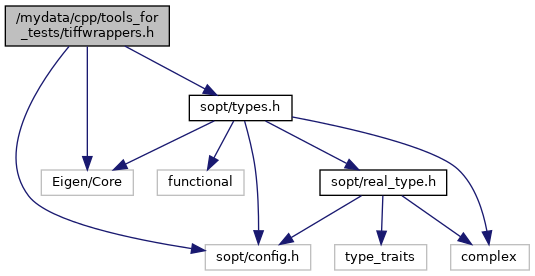 /mydata/cpp/tools_for
_tests/tiffwrappers.h
sopt/types.h
Eigen/Core
functional
sopt/real_type.h
sopt/config.h
type_traits
complex